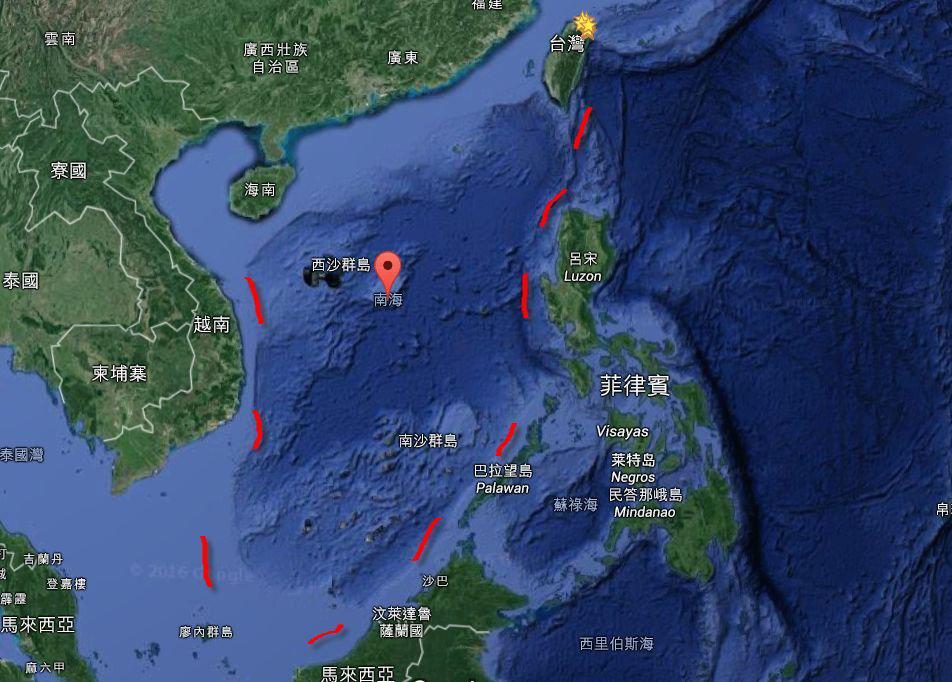 福建
雲南
台灣
廣西壯族
自治區
廣東
寮國
海南
呂宋
Luzon
西沙群島
泰國
南海
越南
柬埔寨
菲律賓
Visayas
南沙群島
泰國灣
莱特岛
Negros
巴拉望島
Palawan
民答那峨島
Mindanao
蘇祿海
吉蘭丹
© 2016 Google
登嘉樓
沙巴
霹靂
馬來西亞
廖內群島
汶萊達魯
薩蘭國
西里伯斯海
麻六甲
馬來西亞